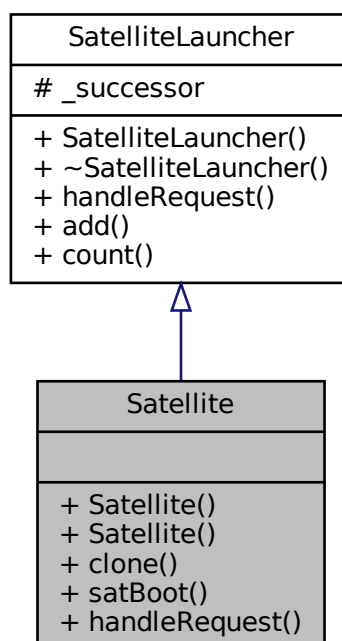 SatelliteLauncher
# _successor
+ SatelliteLauncher()
+ ~SatelliteLauncher()
+ handleRequest()
+ add()
+ count()
Satellite
+ Satellite()
+ Satellite()
+ clone()
+ satBoot()
+ handleRequest()